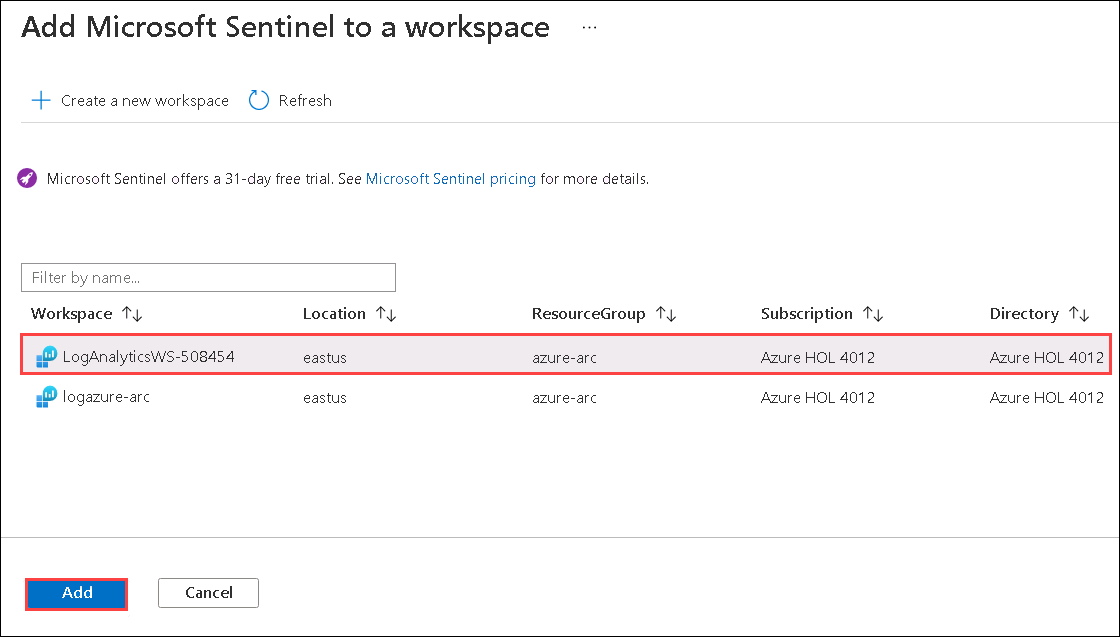 Add Microsoft Sentinel to a workspace ...
Create a new workspace Refresh
Microsoft Sentinel offers a 31-day free trial. See Microsoft Sentinel pricing for more details.
Filter by name...
Workspace ↑↓ Location ↑↓ ResourceGroup ↑↓ Subscription ↑↓ Directory ↑↓
LogAnalyticsWS-508454 eastus azure-arc Azure HOL 4012 Azure HOL 4012
logazure-arc eastus azure-arc Azure HOL 4012 Azure HOL 4012
Add Cancel